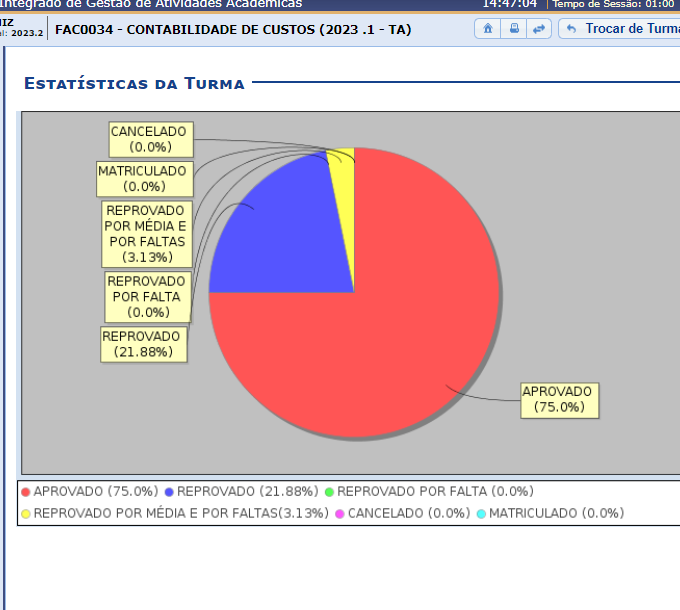 Integrado de Gestão de Atividades Acadêmicas 14:47:04 Tempo de Sessão: 01:00
2023.2 FAC0034 - CONTABILIDADE DE CUSTOS (2023 .1 - TA) Trocar de Turma
ESTATÍSTICAS DA TURMA
CANCELADO
(0.0%)
MATRICULADO
(0.0%)
REPROVADO
POR MÉDIA E
POR FALTAS
(3.13%)
REPROVADO
POR FALTA
(0.0%)
REPROVADO
(21.88%)
APROVADO
(75.0%)
APROVADO (75.0%) REPROVADO (21.88%) REPROVADO POR FALTA (0.0%)
REPROVADO POR MÉDIA E POR FALTAS(3.13%) CANCELADO (0.0%) MATRICULADO (0.0%)